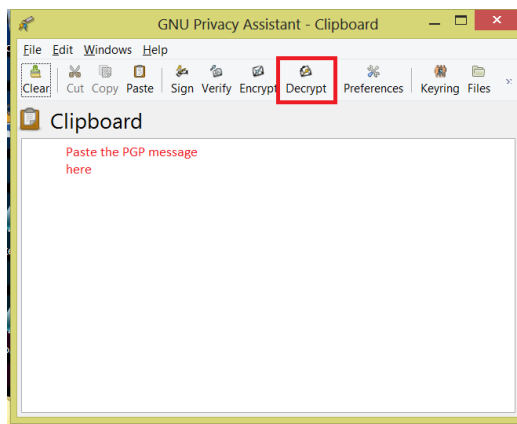 GNU Privacy Assistant - Clipboard
File Edit Windows Help
Clear Cut Copy Paste Sign Verify Encrypt Decrypt Preferences Keyring Files
Clipboard
Paste the PGP message
here